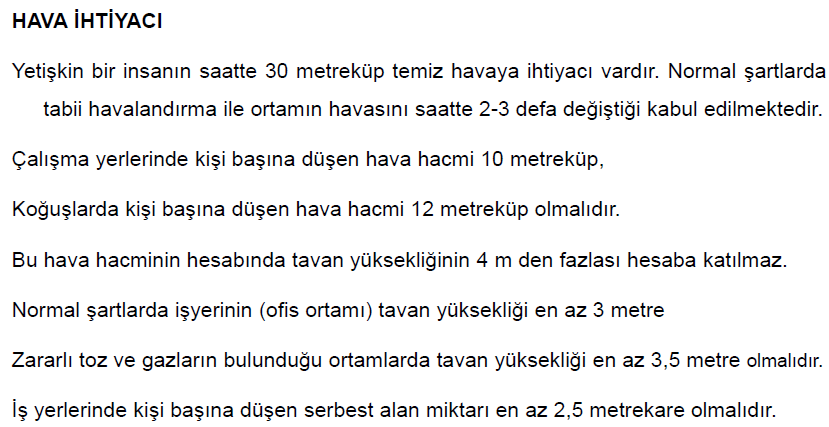 HAVA İHTİYACI
Yetişkin bir insanın saatte 30 metreküp temiz havaya ihtiyacı vardır. Normal şartlarda
tabii havalandırma ile ortamın havasını saatte 2-3 defa değiştiği kabul edilmektedir.
Çalışma yerlerinde kişi başına düşen hava hacmi 10 metreküp,
Koğuşlarda kişi başına düşen hava hacmi 12 metreküp olmalıdır.
Bu hava hacminin hesabında tavan yüksekliğinin 4 m den fazlası hesaba katılmaz.
Normal şartlarda işyerinin (ofis ortamı) tavan yüksekliği en az 3 metre
Zararlı toz ve gazların bulunduğu ortamlarda tavan yüksekliği en az 3,5 metre olmalıdır.
İş yerlerinde kişi başına düşen serbest alan miktarı en az 2,5 metrekare olmalıdır.